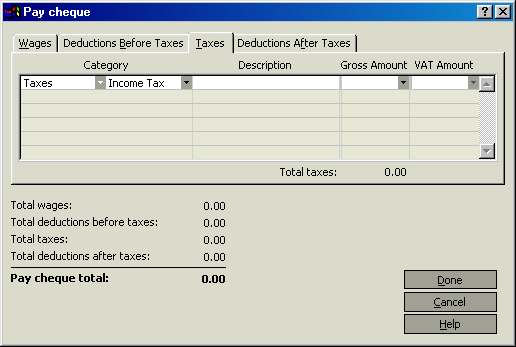 Pay cheque
Wages Deductions Before Taxes Taxes Deductions After Taxes
Category Description Gross Amount VAT Amount
Taxes Income Tax
Total taxes: 0.00
Total wages: 0.00
Total deductions before taxes: 0.00
Total taxes: 0.00
Total deductions after taxes: 0.00
Pay cheque total: 0.00
Done
Cancel
Help